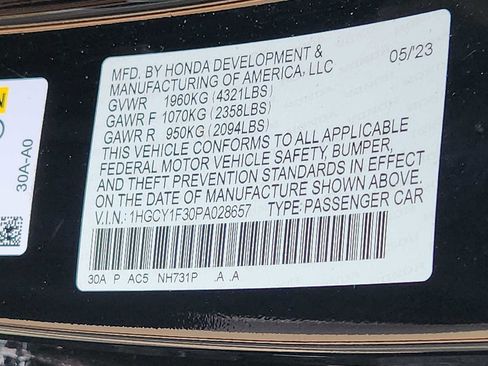 MFD. BY HONDA DEVELOPMENT & 05/'23
MANUFACTURING OF AMERICA, LLC
GVWR 1960KG (4321LBS)
GAWR F 1070KG (2358LBS)
GAWR R 950KG (2094LBS)
THIS VEHICLE CONFORMS TO ALL APPLICABLE
FEDERAL MOTOR VEHICLE SAFETY, BUMPER,
AND THEFT PREVENTION STANDARDS IN EFFECT
ON THE DATE OF MANUFACTURE SHOWN ABOVE.
V.I.N.: 1HGCY1F30PA028657 TYPE:PASSENGER CAR
30A P AC5 NH731P .A .A
30A-A0